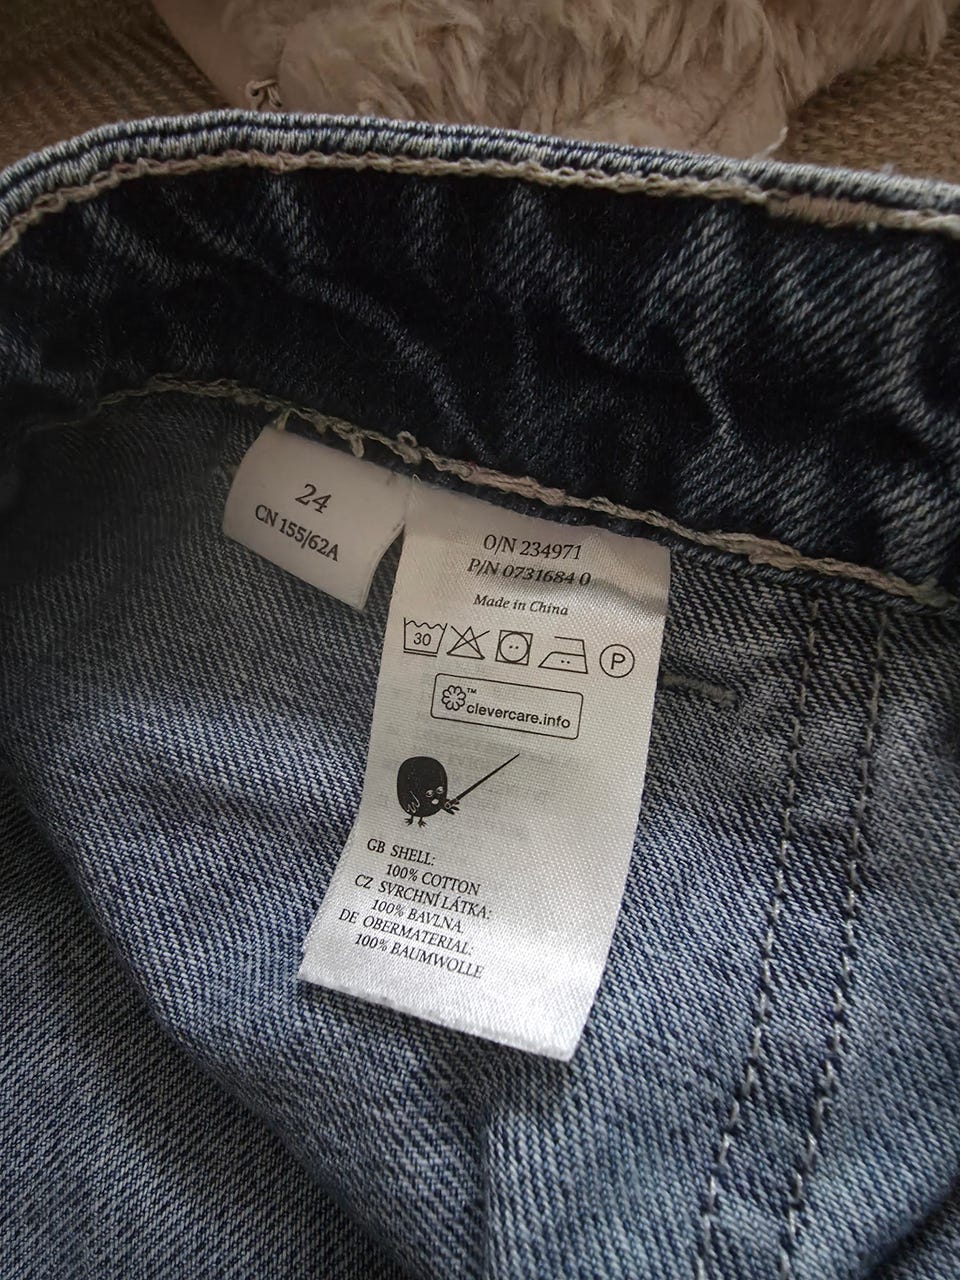 24
CN 155/62A
O/N 234971
P/N 0731684 0
Made in China
30
P
™
clevercare.info
GB SHELL:
100% COTTON
CZ SVRCHNÍ LÁTKA:
100% BAVLNA
DE OBERMATERIAL:
100% BAUMWOLLE